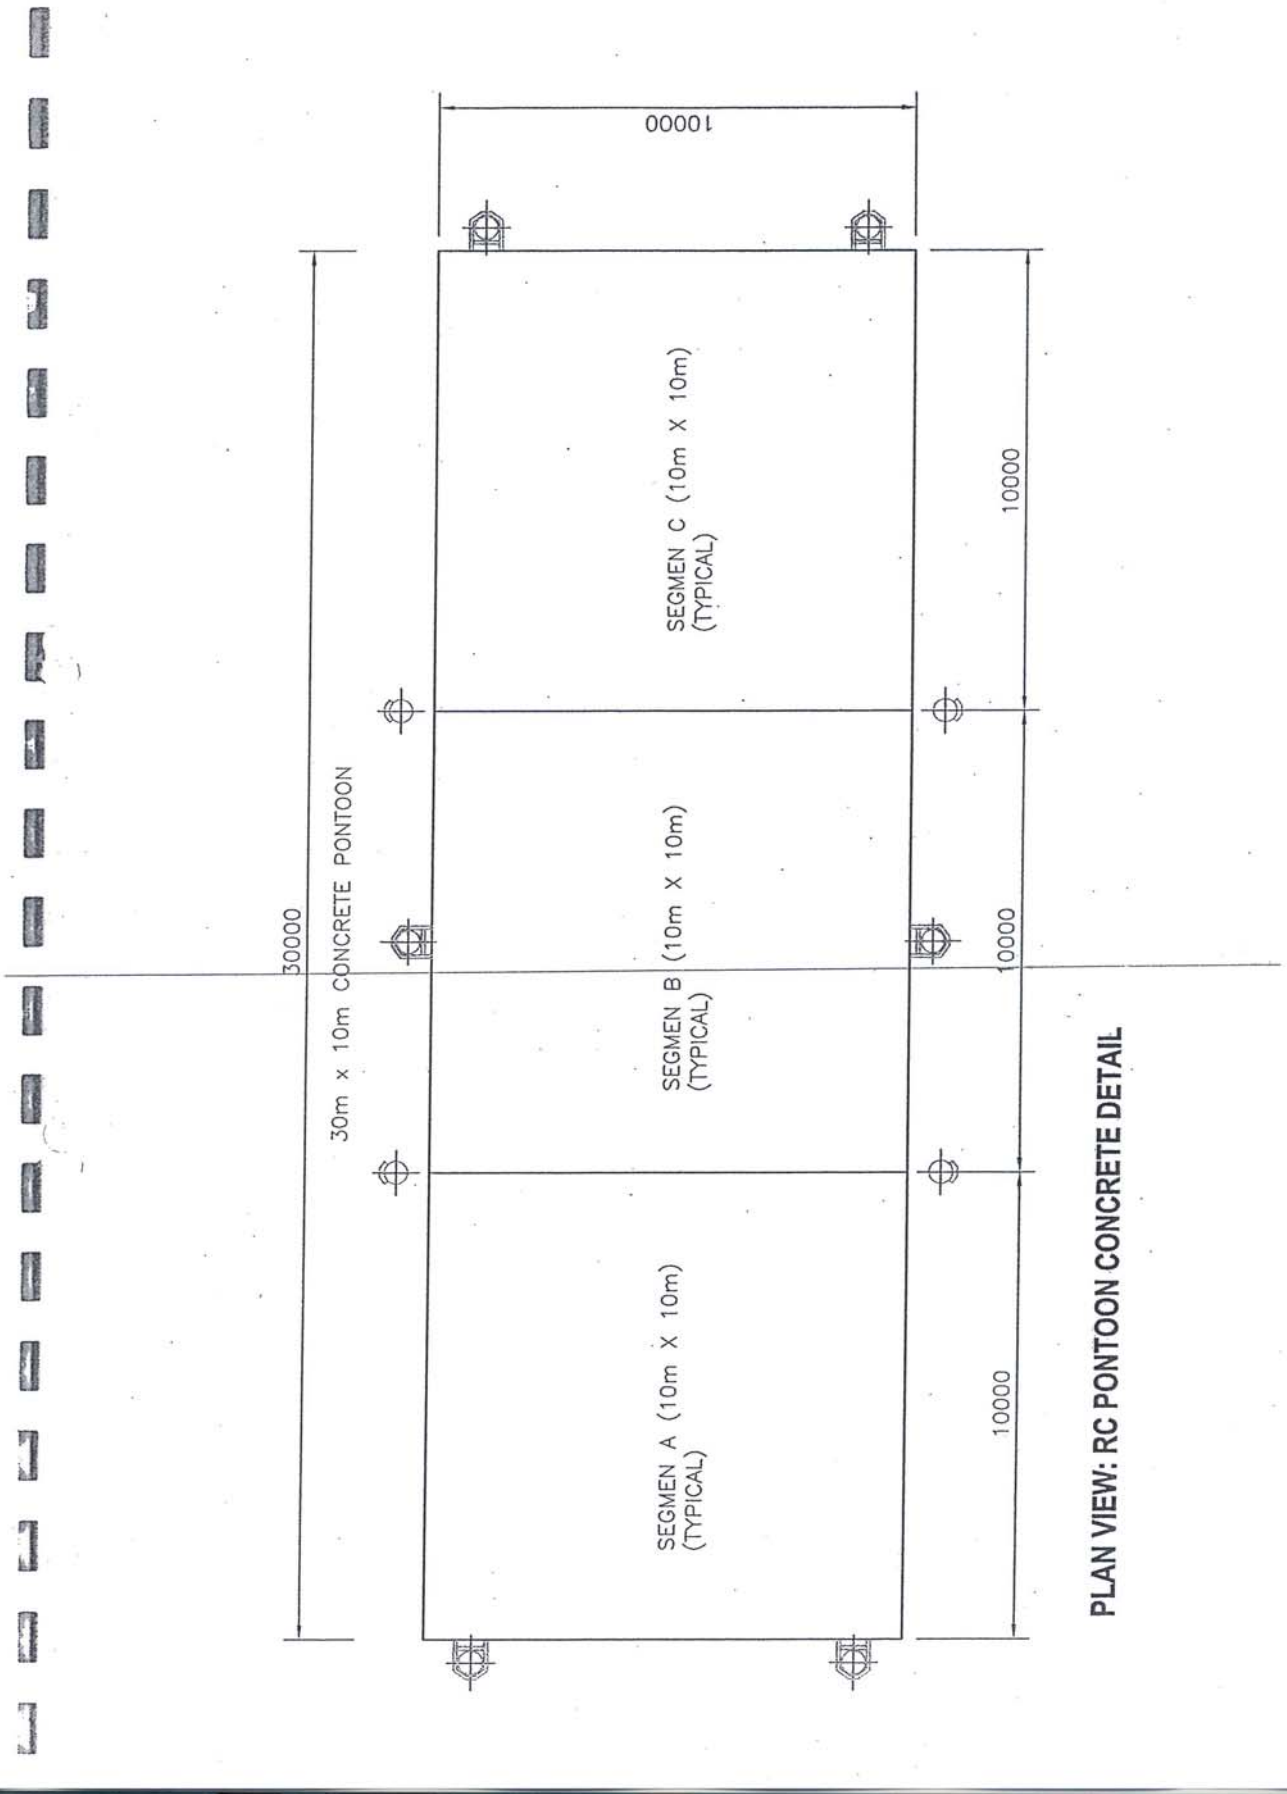 30000
30m x 10m CONCRETE PONTOON
10000
SEGMEN A (10m X 10m)
(TYPICAL)
SEGMEN B (10m X 10m)
(TYPICAL)
SEGMEN C (10m X 10m)
(TYPICAL)
10000
10000
10000
PLAN VIEW: RC PONTOON CONCRETE DETAIL